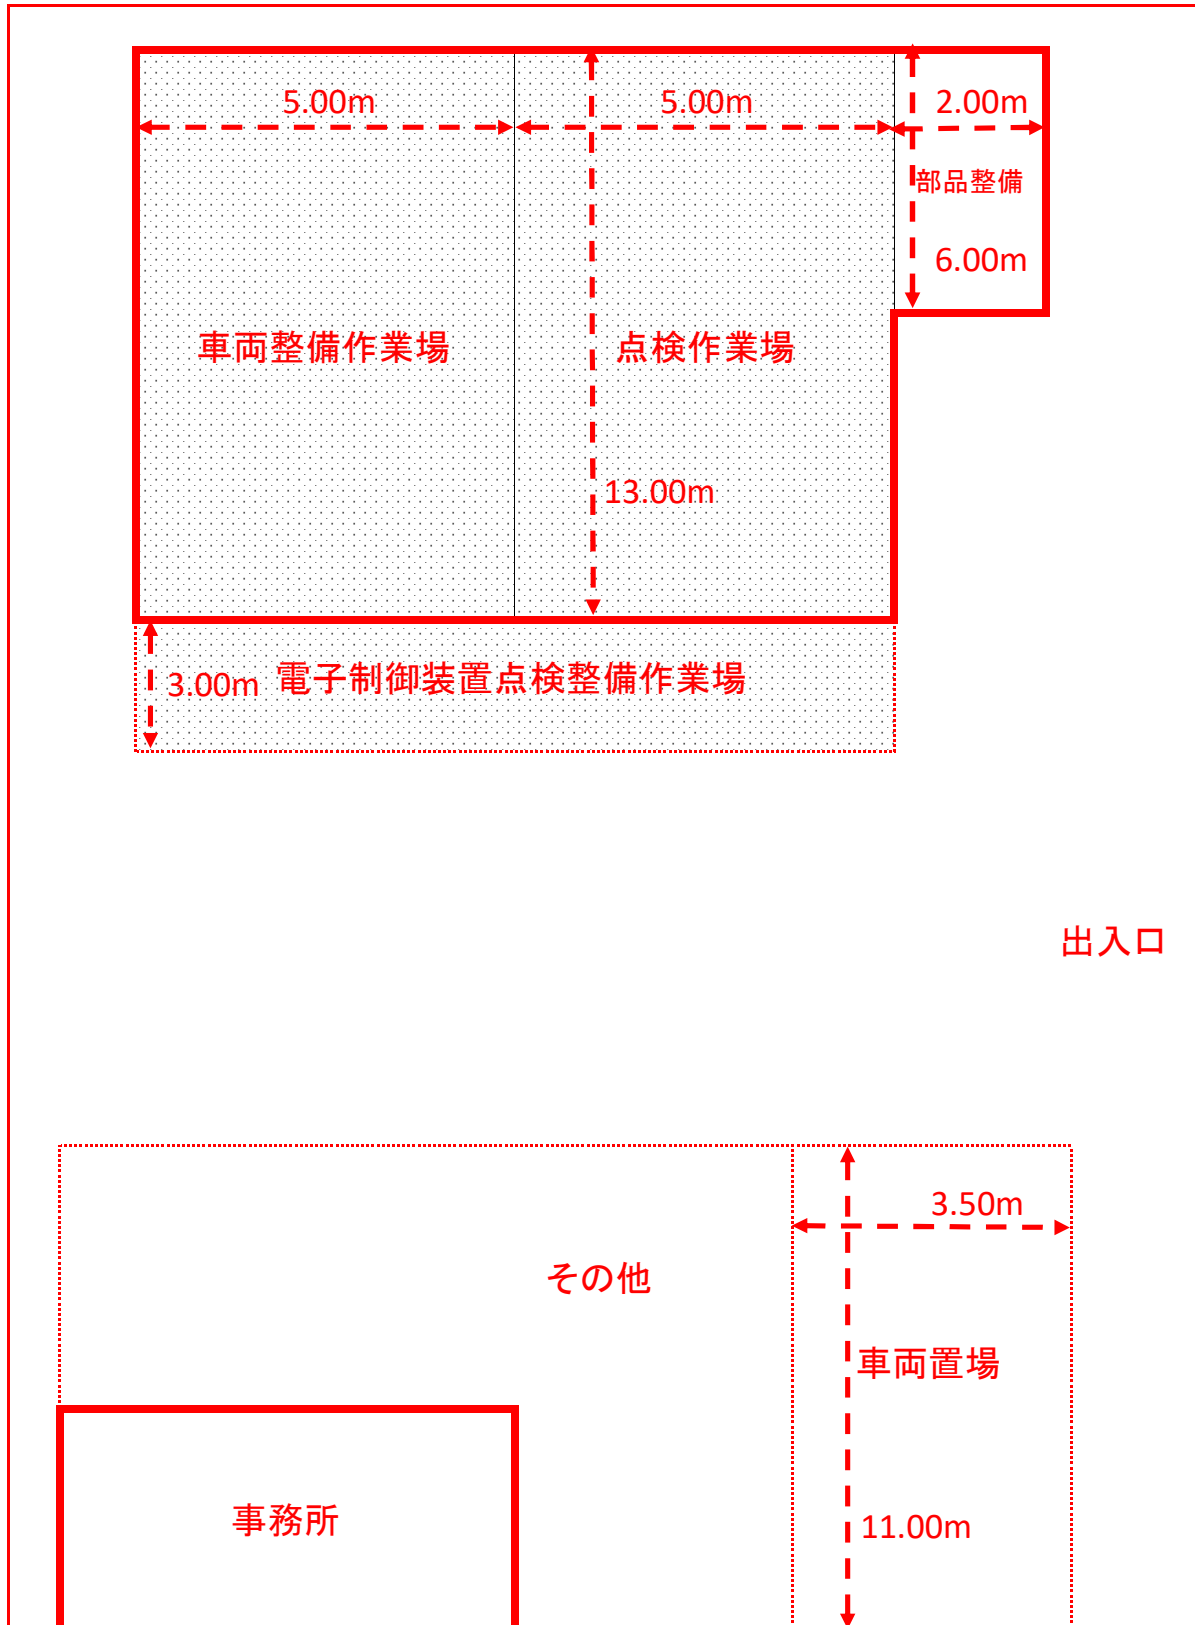 5.00m
5.00m
2.00m
部品整備
6.00m
車両整備作業場
点検作業場
13.00m
3.00m
電子制御装置点検整備作業場
出入口
3.50m
その他
車両置場
事務所
11.00m